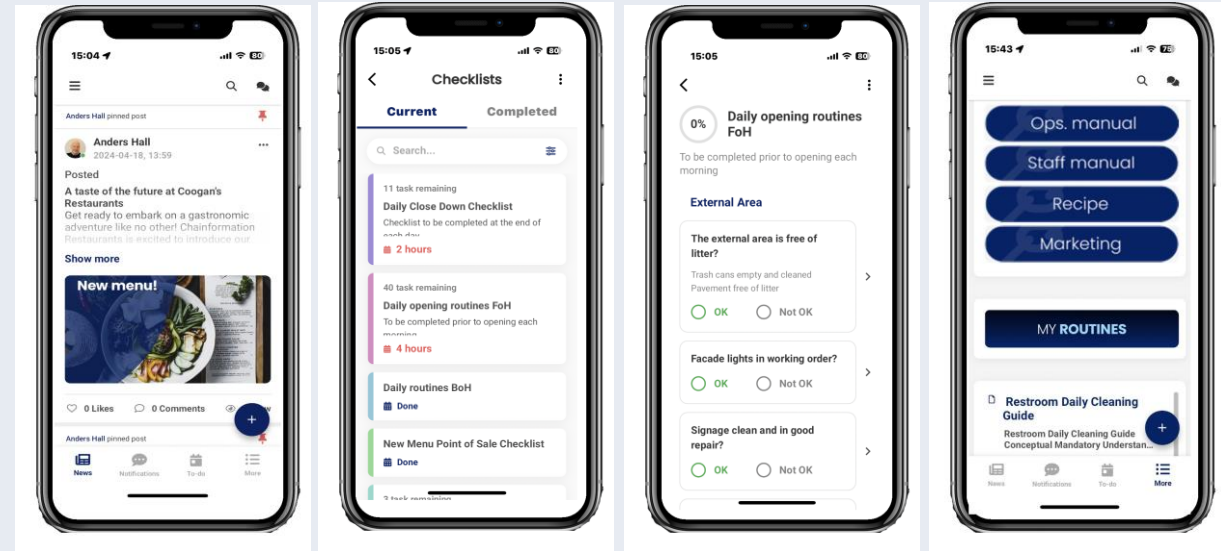 15:04
80
Anders Hall pinned post
Anders Hall
2024-04-18, 13:59
Posted
A taste of the future at Coogan's
Restaurants
Get ready to embark on a gastronomic
adventure like no other! Chainformation
Restaurants is excited to introduce our
Show more
New menu!
0 Likes
0 Comments
Anders Hall pinned post
News
Notifications
To-do
More
15:05
80
Checklists
Current
Completed
Search...
11 task remaining
Daily Close Down Checklist
Checklist to be completed at the end of
each day
2 hours
40 task remaining
Daily opening routines FoH
To be completed prior to opening each
morning
4 hours
Daily routines BoH
Done
New Menu Point of Sale Checklist
Done
3 task remaining
15:05
80
0%
Daily opening routines
FoH
To be completed prior to opening each
morning
External Area
The external area is free of
litter?
Trash cans empty and cleaned
Pavement free of litter
OK
Not OK
Facade lights in working order?
OK
Not OK
Signage clean and in good
repair?
OK
Not OK
15:43
75
Ops. manual
Staff manual
Recipe
Marketing
MY ROUTINES
Restroom Daily Cleaning
Guide
Restroom Daily Cleaning Guide
Conceptual Mandatory Understan...
News
Notifications
To-do
More